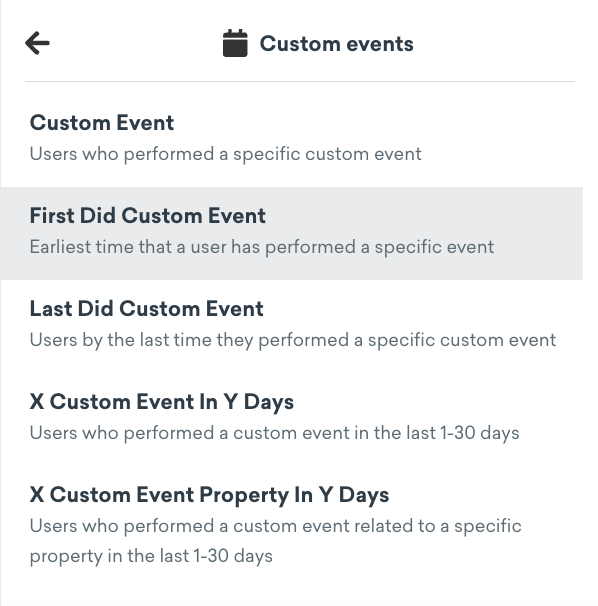 Custom events
Custom Event
Users who performed a specific custom event
First Did Custom Event
Earliest time that a user has performed a specific event
Last Did Custom Event
Users by the last time they performed a specific custom event
X Custom Event In Y Days
Users who performed a custom event in the last 1-30 days
X Custom Event Property In Y Days
Users who performed a custom event related to a specific
property in the last 1-30 days